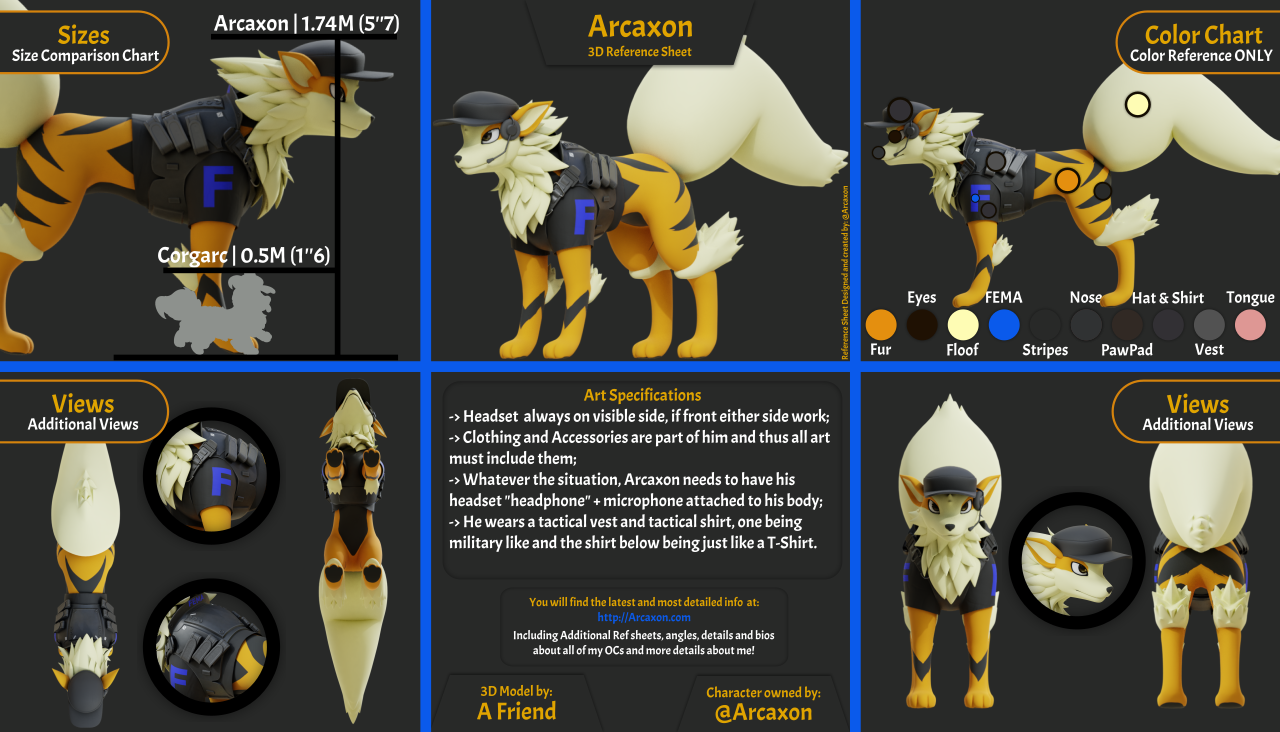 Sizes
Size Comparison Chart
Arcaxon | 1.74M (5"7)
Corgarc | 0.5M (1"6)
F
Arcaxon
3D Reference Sheet
F
Reference Sheet Designed and created by: @Arcaxon
Color Chart
Color Reference ONLY
F
Eyes
FEMA
Nose
Hat & Shirt
Tongue
Fur
Floof
Stripes
PawPad
Vest
Views
Additional Views
F
F
Art Specifications
-> Headset always on visible side, if front either side work;
-> Clothing and Accessories are part of him and thus all art
must include them;
-> Whatever the situation, Arcaxon needs to have his
headset "headphone" + microphone attached to his body;
-> He wears a tactical vest and tactical shirt, one being
military like and the shirt below being just like a T-Shirt.
You will find the latest and most detailed info at:
http://Arcaxon.com
Including Additional Ref sheets, angles, details and bios
about all of my OCs and more details about me!
3D Model by:
A Friend
Character owned by:
@Arcaxon
Views
Additional Views